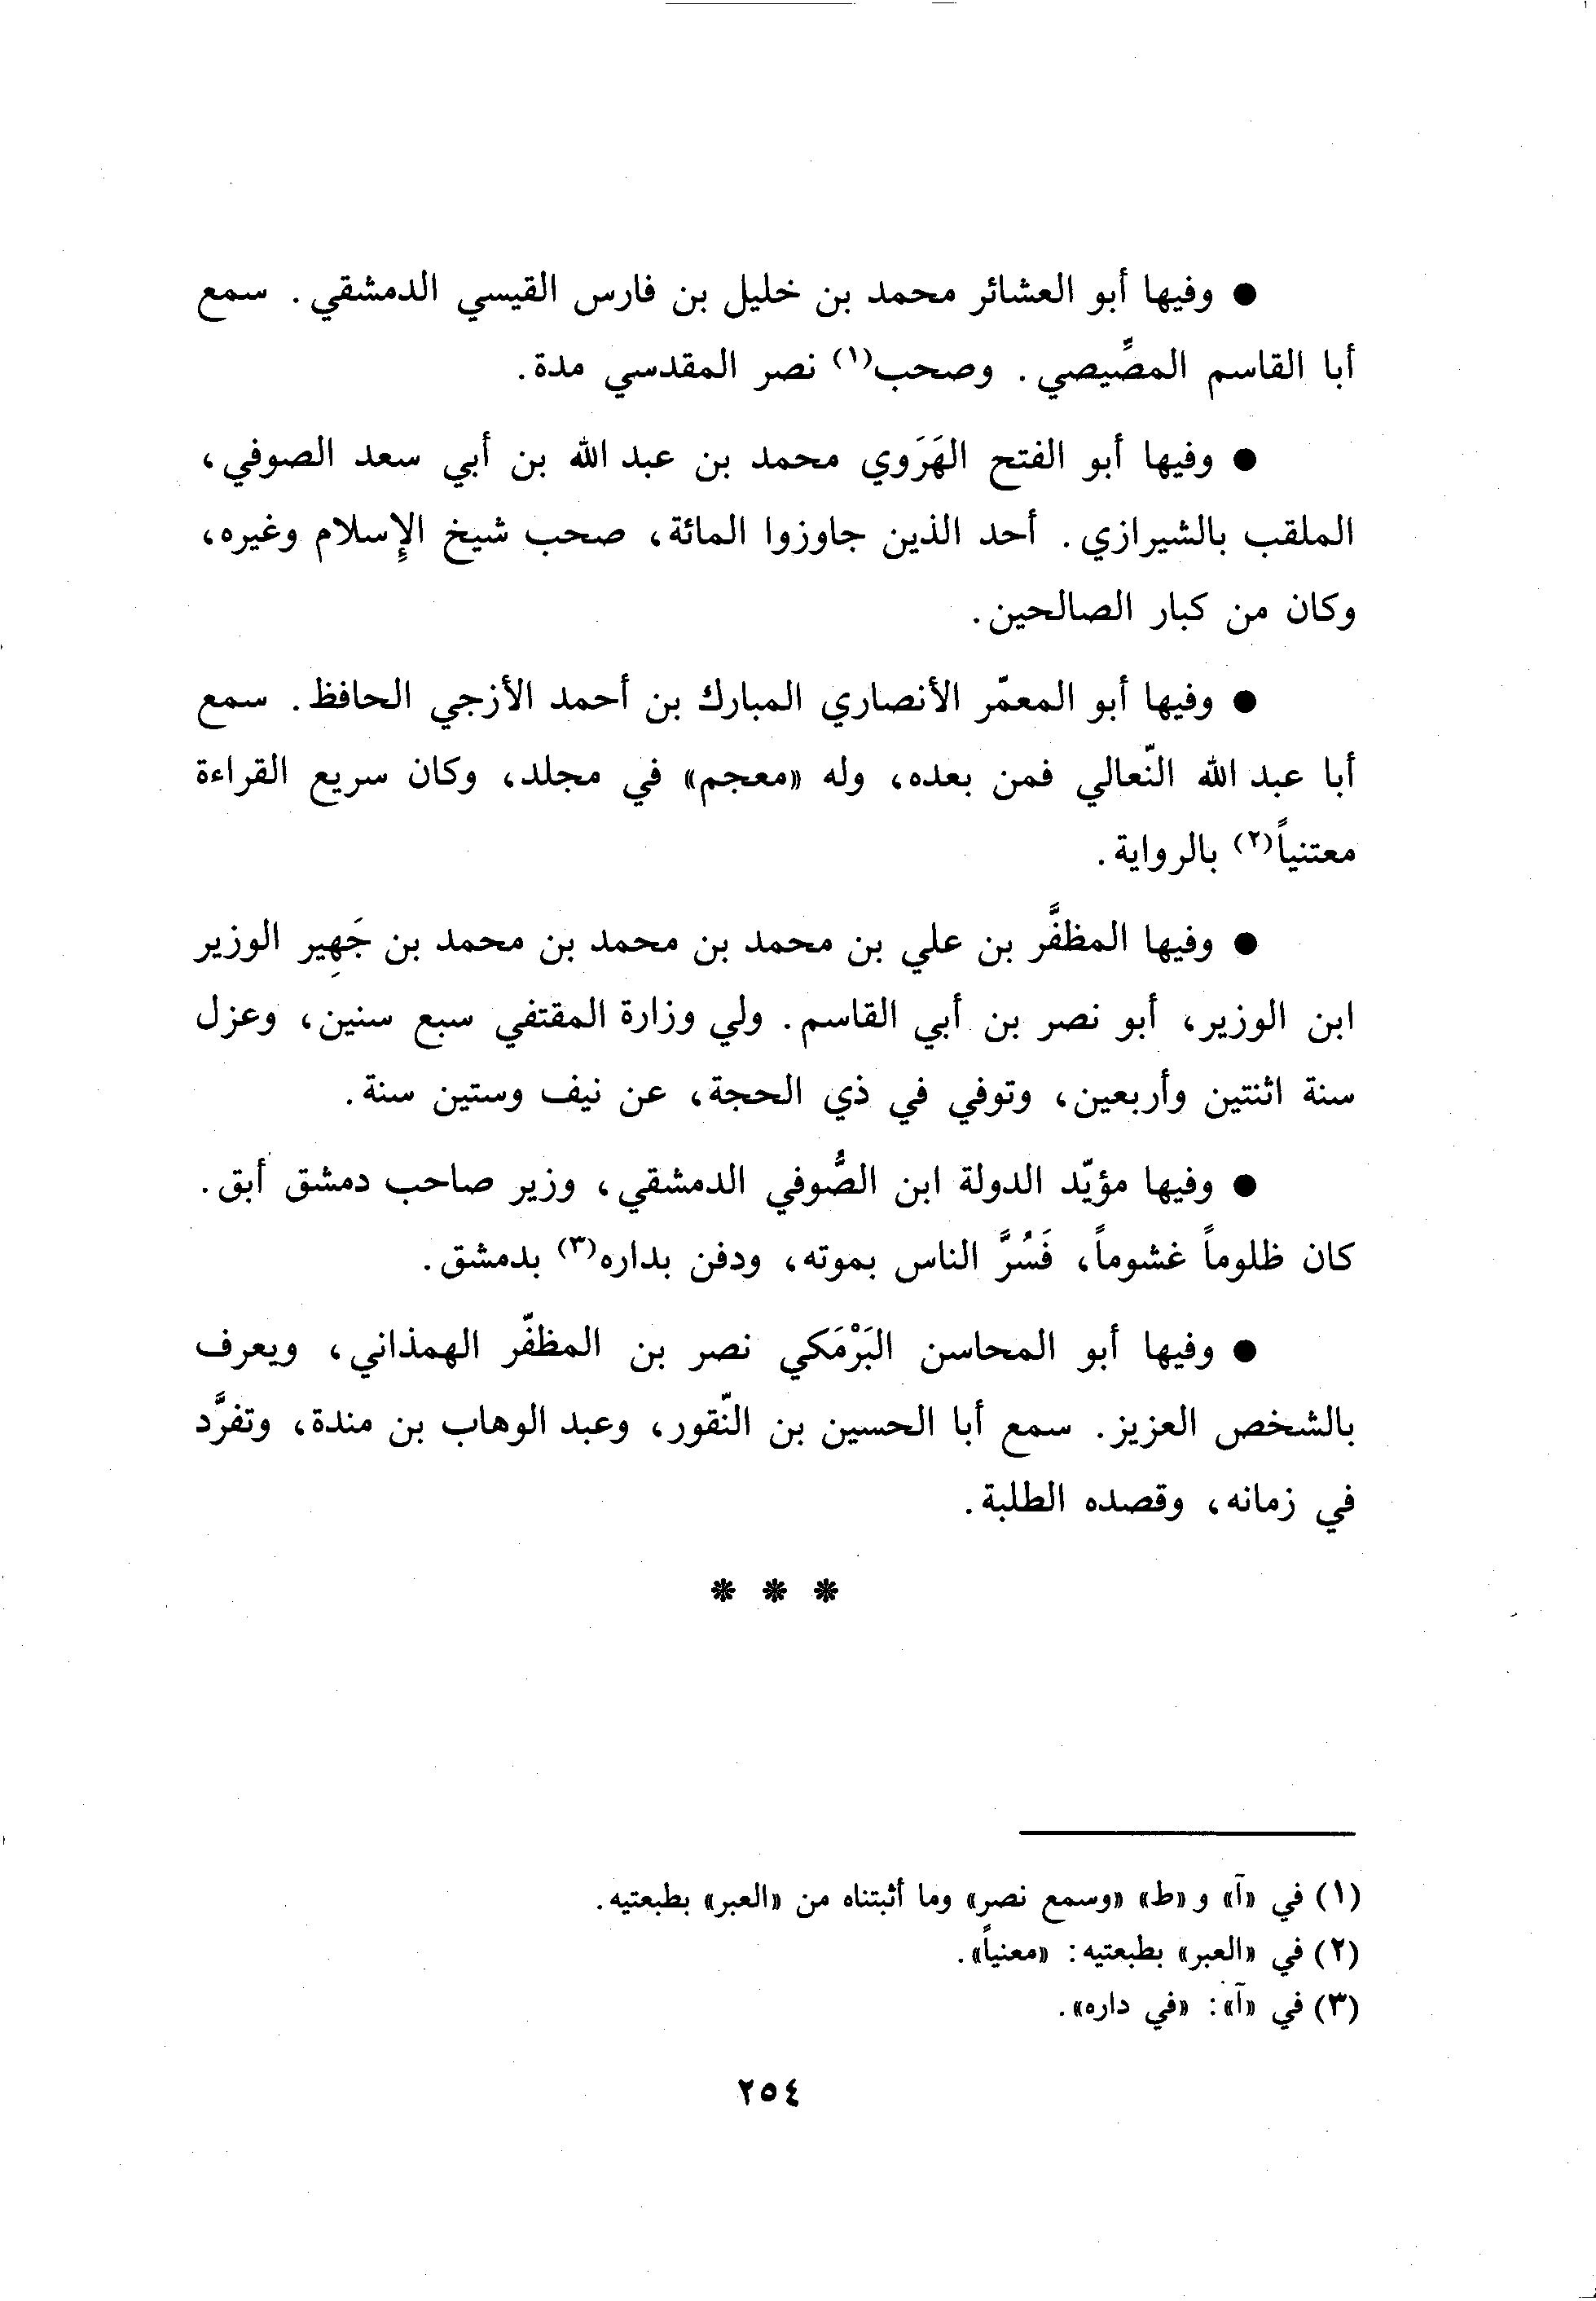 ● وفيها أبو العشائر محمد بن خليل بن فارس القيسي الدمشقي. سمع
أبا القاسم المصِّيصي. وصحب(١) نصر المقدسي مدة.
● وفيها أبو الفتح الهَرَوي محمد بن عبد الله بن أبي سعد الصوفي،
الملقب بالشيرازي. أحد الذين جاوزوا المائة، صحب شيخ الإِسلام وغيره،
وكان من كبار الصالحين.
● وفيها أبو المعمّر الأنصاري المبارك بن أحمد الأزجي الحافظ. سمع
أبا عبد الله النّعالي فمن بعده، وله «معجم» في مجلد، وكان سريع القراءة
معتنياً(٢) بالرواية.
● وفيها المظفَّر بن علي بن محمد بن محمد بن محمد بن جَهِير الوزير
ابن الوزير، أبو نصر بن أبي القاسم. ولي وزارة المقتفي سبع سنين، وعزل
سنة اثنتين وأربعين، وتوفي في ذي الحجة، عن نيف وستين سنة.
● وفيها مؤيّد الدولة ابن الصُّوفي الدمشقي، وزير صاحب دمشق أبق.
كان ظلوماً غشوماً، فَسُرَّ الناس بموته، ودفن بداره(٣) بدمشق.
● وفيها أبو المحاسن البَرْمَكي نصر بن المظفّر الهمذاني، ويعرف
بالشخص العزيز. سمع أبا الحسين بن النّقور، وعبد الوهاب بن مندة، وتفرَّد
في زمانه، وقصده الطلبة.
* * *
(١) في «آ» و «ط» «وسمع نصر» وما أثبتناه من «العبر» بطبعتيه.
(٢) في «العبر» بطبعتيه: «معنياً».
(٣) في «آ»: «في داره».
٢٥٤